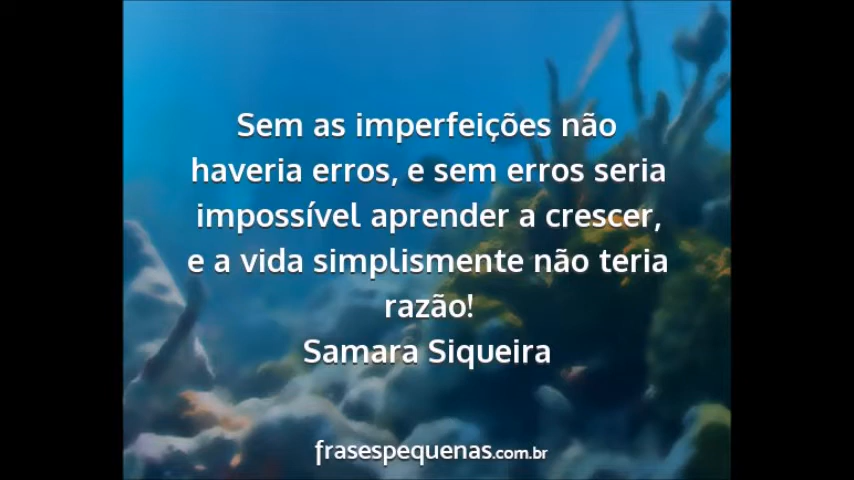 Sem as imperfeições não
haveria erros, e sem erros seria
impossível aprender a crescer,
e a vida simplismente não teria
razão!
Samara Siqueira
frasespequenas.com.br